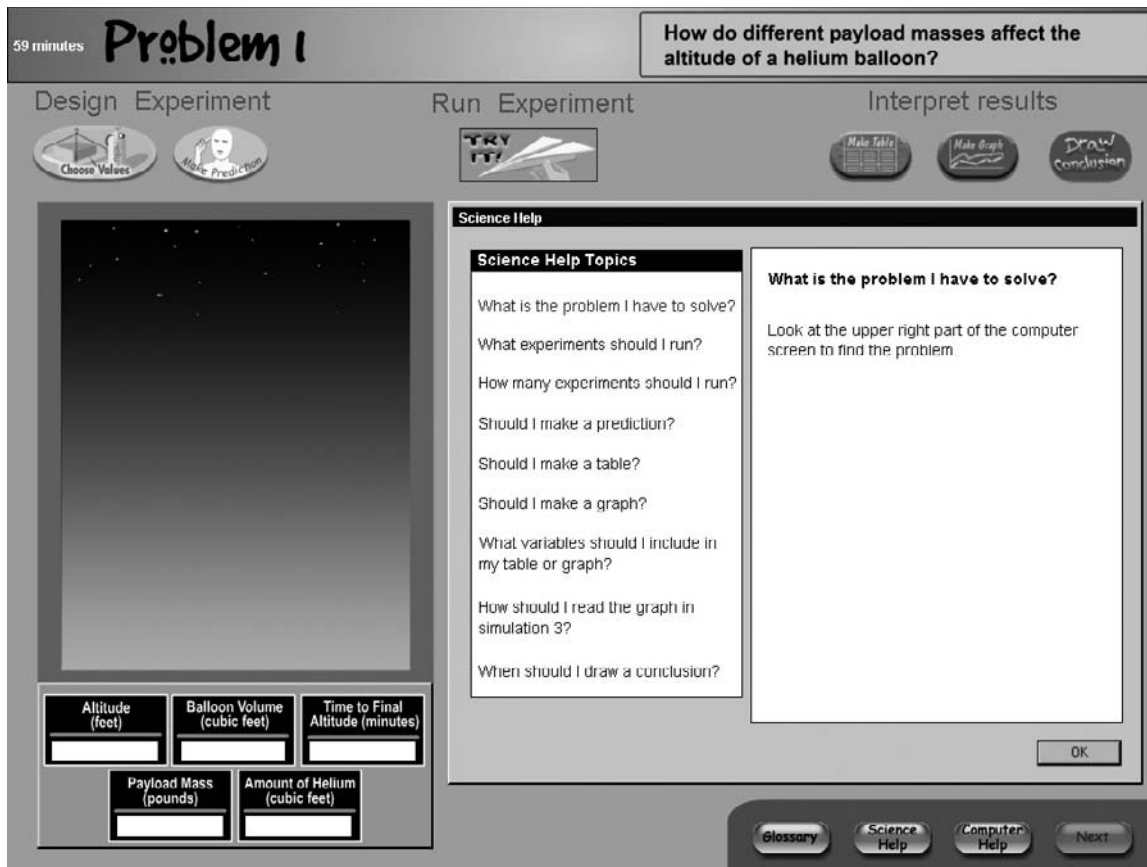 59 minutes
Problem 1
How do different payload masses affect the
altitude of a helium balloon?
Design Experiment
Run Experiment
Interpret results
Choose Values
Make Prediction
TRY
IT!
Make Table
Make Graph
Draw
conclusion
Science Help
Science Help Topics
What is the problem I have to solve?
What experiments should I run?
How many experiments should I run?
Should I make a prediction?
Should I make a table?
Should I make a graph?
What variables should I include in
my table or graph?
How should I read the graph in
simulation 3?
When should I draw a conclusion?
What is the problem I have to solve?
Look at the upper right part of the computer
screen to find the problem
OK
Altitude
(feet)
Balloon Volume
(cubic feet)
Time to Final
Altitude (minutes)
Payload Mass
(pounds)
Amount of Helium
(cubic feet)
Glossary
Science
Help
Computer
Help
Next